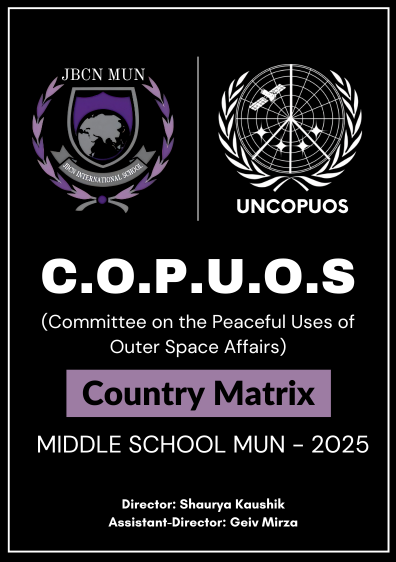 JBCN MUN
JBCN INTERNATIONAL SCHOOL
UNCOPUOS
C.O.P.U.O.S
(Committee on the Peaceful Uses of
Outer Space Affairs)
Country Matrix
MIDDLE SCHOOL MUN - 2025
Director: Shaurya Kaushik
Assistant-Director: Geiv Mirza